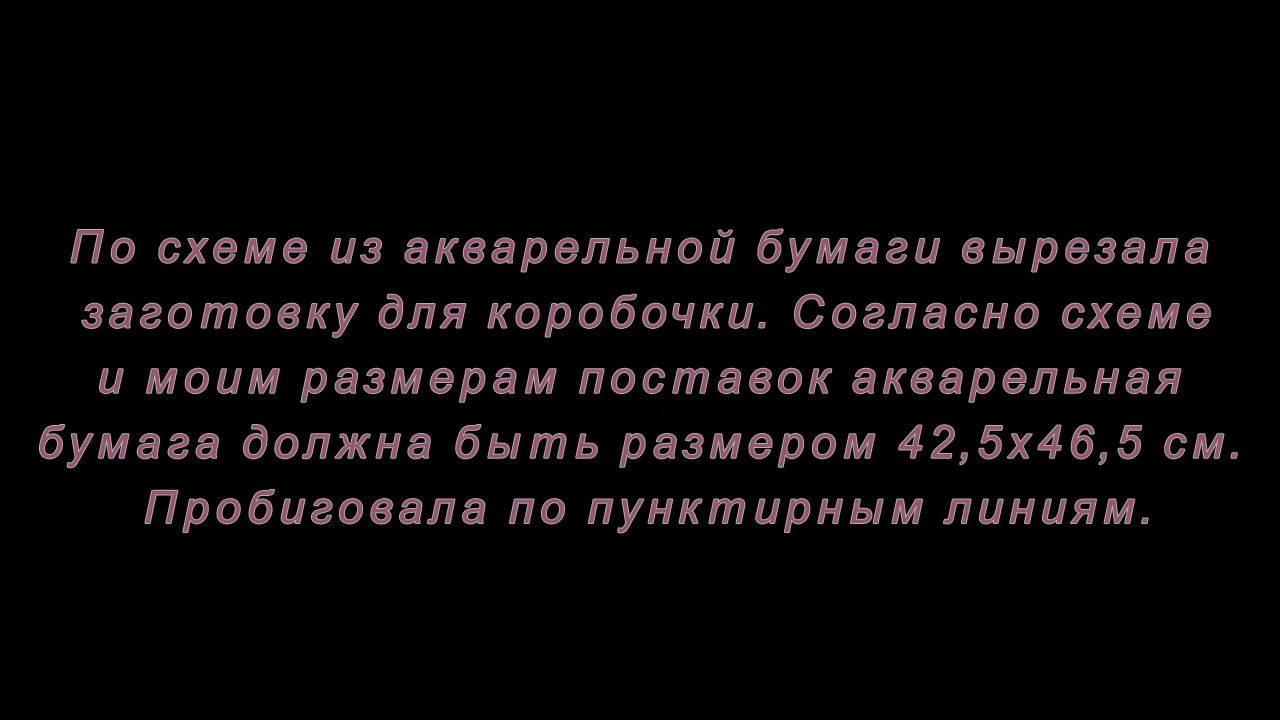 По схеме из акварельной бумаги вырезала
заготовку для коробочки. Согласно схеме
и моим размерам поставок акварельная
бумага должна быть размером 42,5х46,5 см.
Пробиговала по пунктирным линиям.